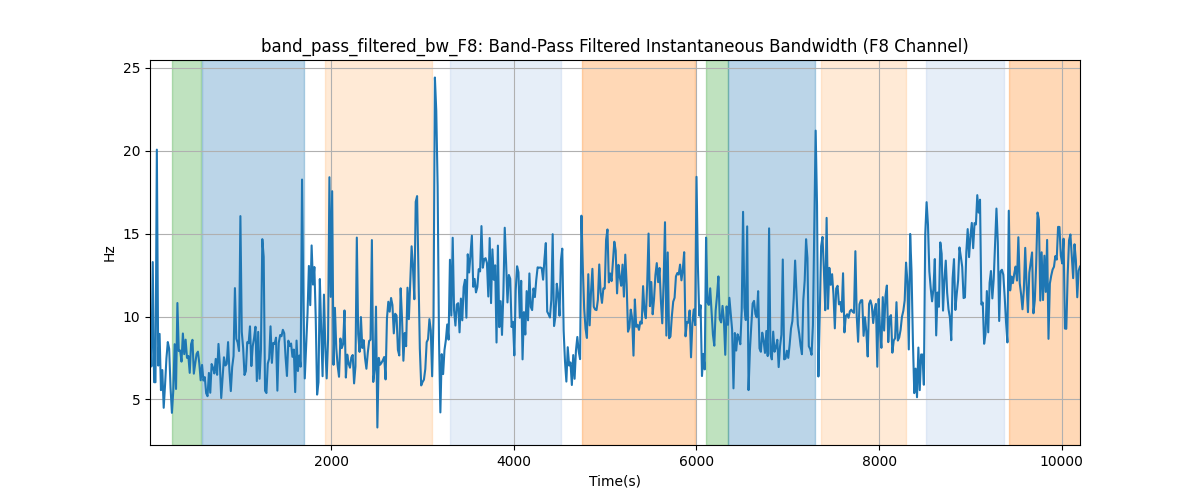 band_pass_filtered_bw_F8: Band-Pass Filtered Instantaneous Bandwidth (F8 Channel)
25
20
15
10
5
Hz
2000 4000 6000 8000 10000
Time(s)